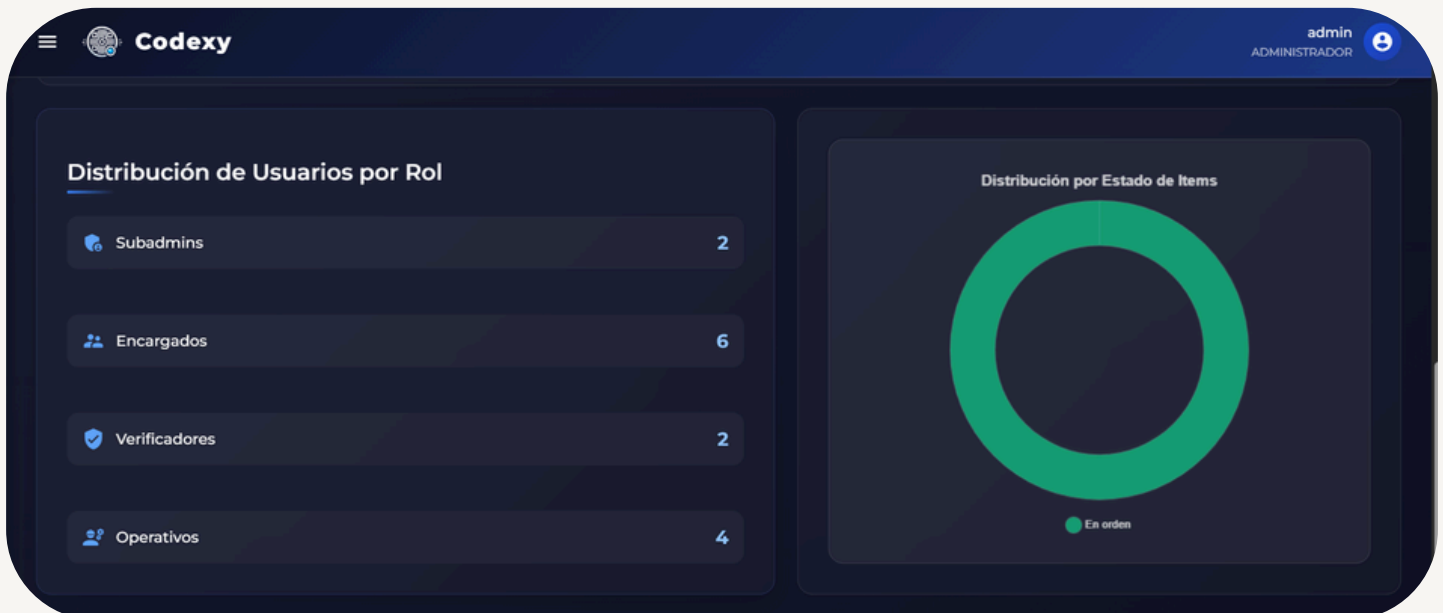 Codexy
admin
ADMINISTRADOR
Distribución de Usuarios por Rol
Subadmins 2
Encargados 6
Verificadores 2
Operativos 4
Distribución por Estado de Items
En orden